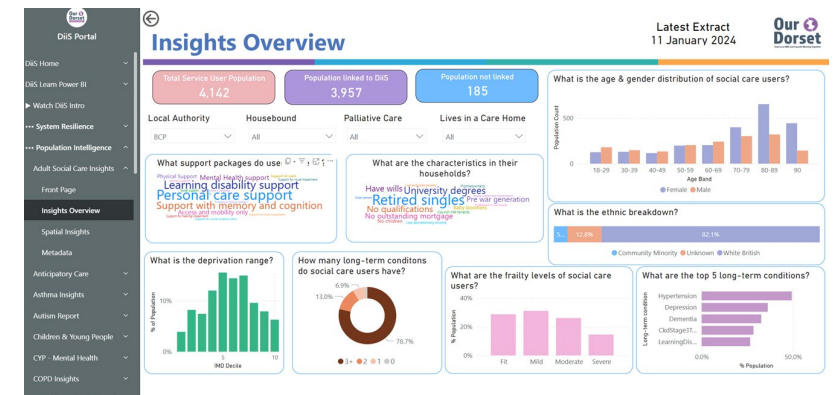 Our
Dorset
DiiS Portal
DiiS Home
DiiS Learn Power BI
▶ Watch DiiS Intro
••• System Resilience
••• Population Intelligence
Adult Social Care Insights
Front Page
Insights Overview
Spatial Insights
Metadata
Anticipatory Care
Asthma Insights
Autism Report
Children & Young People
CYP - Mental Health
COPD Insights
Insights Overview
Latest Extract
11 January 2024
Our
Dorset
Total Service User Population
4,142
Population linked to DiiS
3,957
Population not linked
185
Local Authority
BCP
Housebound
All
Palliative Care
All
Lives in a Care Home
All
What is the age & gender distribution of social care users?
Population Count
500
0
18-29 30-39 40-49 50-59 60-69 70-79 80-89 90
Age Band
Female Male
What support packages do use
Physical Support Mental Health support
Learning disability support
Personal care support
Support with memory and cognition
Access and mobility only
What are the characteristics in their
households?
Have wills University degrees
Retired singles Pre war generation
No qualifications Baby boomers
No outstanding mortgage
No children
What is the ethnic breakdown?
5... 12.8% 82.1%
Community Minority Unknown White British
What is the deprivation range?
% of Population
10%
0%
5 10
IMD Decile
How many long-term conditons
do social care users have?
6.9%
13.0%
78.7%
3+ 2 1 0
What are the frailty levels of social care
users?
% Population
40%
20%
0%
Fit Mild Moderate Severe
What are the top 5 long-term conditions?
Long-term condition
Hypertension
Depression
Dementia
CkdStage3T...
LearningDis...
0.0% 50.0%
% Population